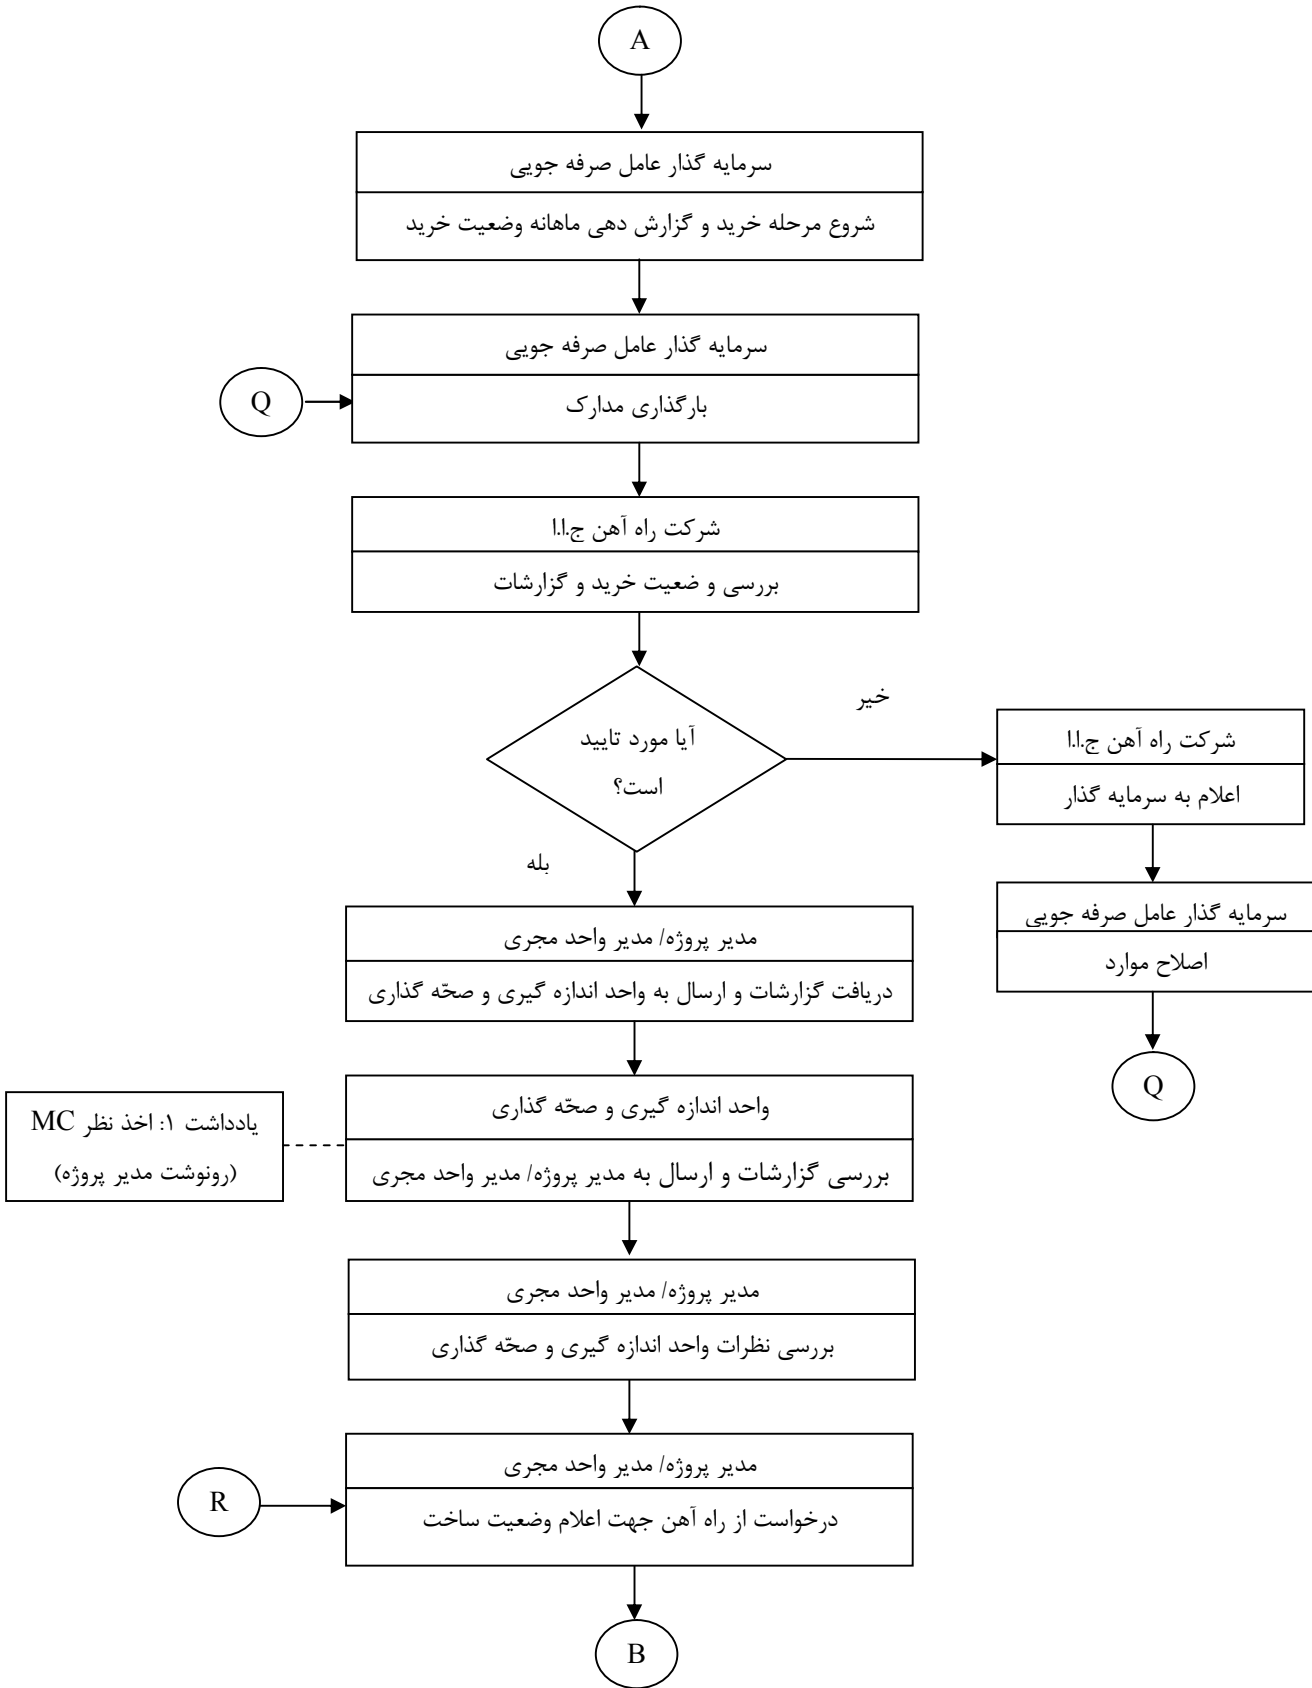 A
سرمایه گذار عامل صرفه جویی
شروع مرحله خرید و گزارش دهی ماهانه وضعیت خرید
سرمایه گذار عامل صرفه جویی
Q
بارگذاری مدارک
شرکت راه آهن ج.ا.ا
بررسی و ضعیت خرید و گزارشات
آیا مورد تایید
است؟
خیر
شرکت راه آهن ج.ا.ا
اعلام به سرمایه گذار
سرمایه گذار عامل صرفه جویی
اصلاح موارد
Q
بله
مدیر پروژه/ مدیر واحد مجری
دریافت گزارشات و ارسال به واحد اندازه گیری و صحّه گذاری
واحد اندازه گیری و صحّه گذاری
بررسی گزارشات و ارسال به مدیر پروژه/ مدیر واحد مجری
یادداشت ۱: اخذ نظر MC
(رونوشت مدیر پروژه)
مدیر پروژه/ مدیر واحد مجری
بررسی نظرات واحد اندازه گیری و صحّه گذاری
مدیر پروژه/ مدیر واحد مجری
R
درخواست از راه آهن جهت اعلام وضعیت ساخت
B